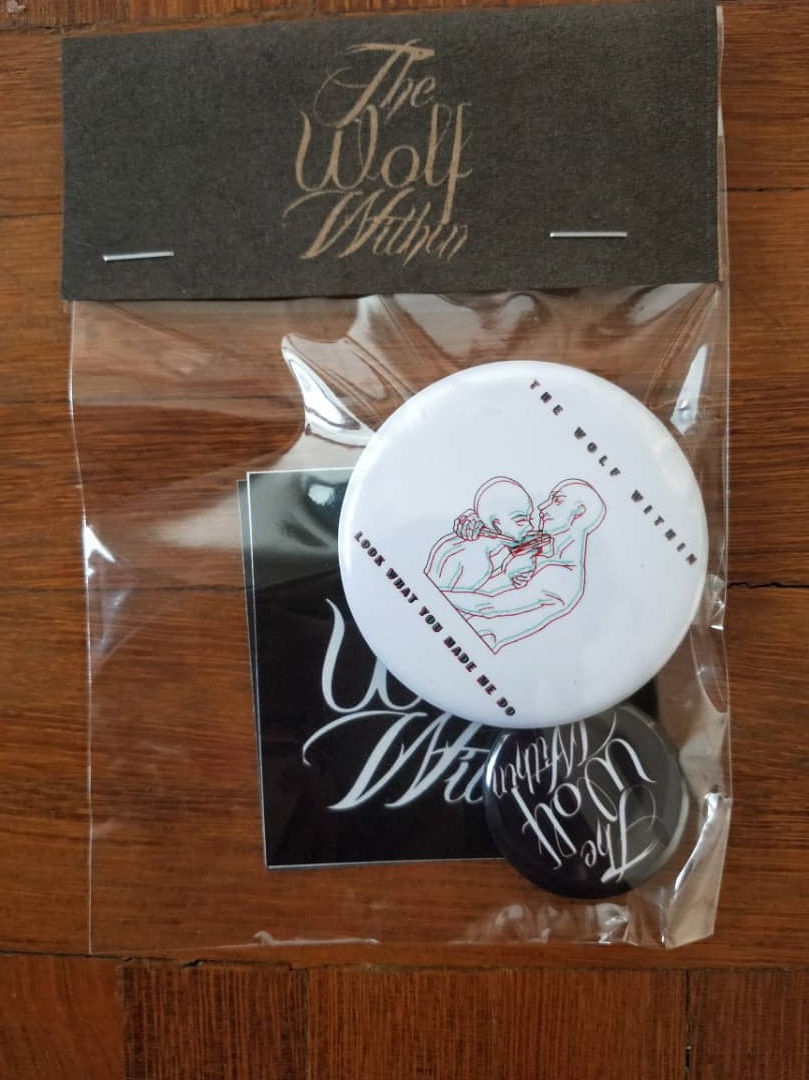 The
Wolf
Within
THE WOLF WITHIN
LOOK WHAT YOU MADE ME DO
The
Wolf
Within